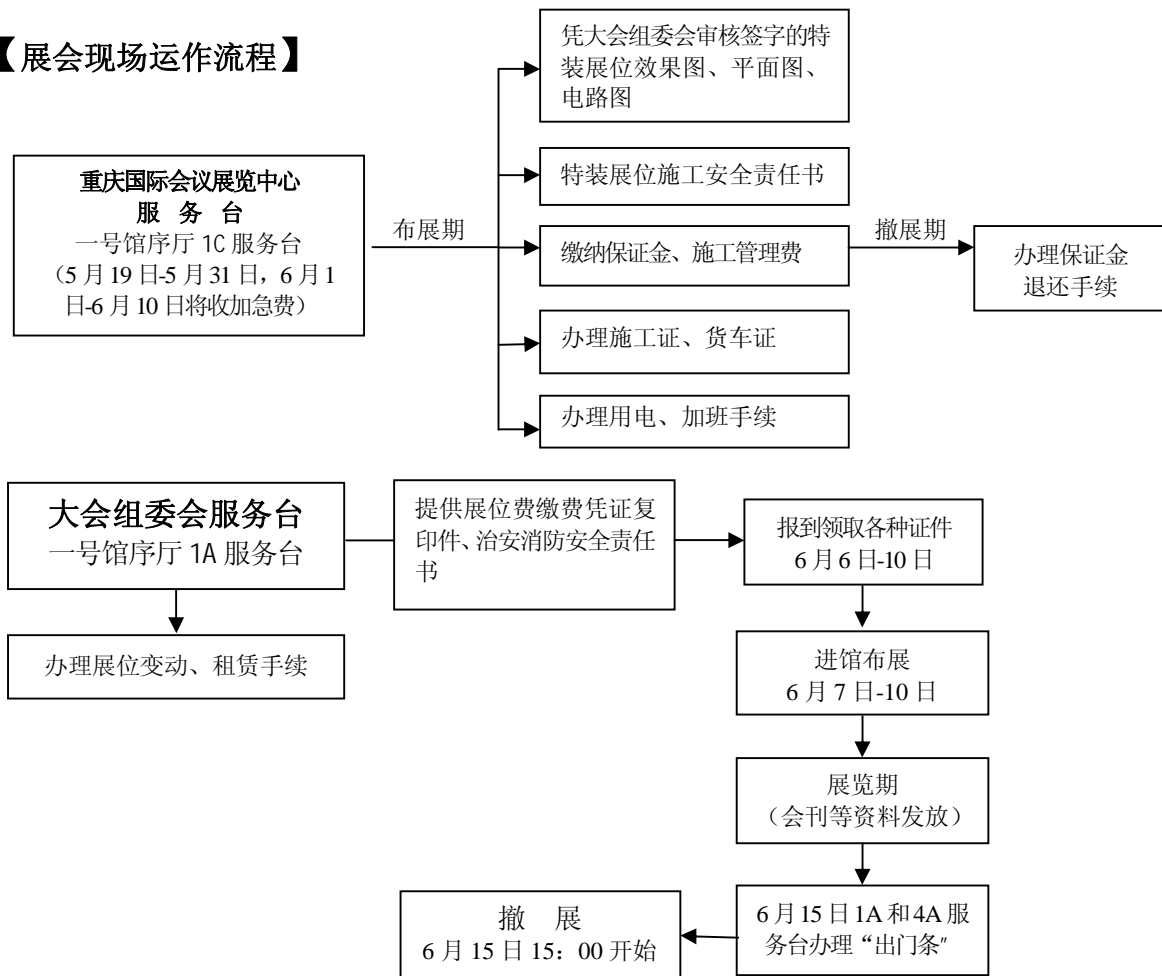 【展会现场运作流程】
凭大会组委会审核签字的特
装展位效果图、平面图、
电路图
重庆国际会议展览中心
服 务 台
一号馆序厅 1C 服务台
（5 月 19 日-5 月 31 日，6 月 1
日-6 月 10 日将收加急费）
布展期
特装展位施工安全责任书
缴纳保证金、施工管理费
撤展期
办理保证金
退还手续
办理施工证、货车证
办理用电、加班手续
大会组委会服务台
一号馆序厅 1A 服务台
提供展位费缴费凭证复
印件、治安消防安全责任
书
报到领取各种证件
6 月 6 日-10 日
办理展位变动、租赁手续
进馆布展
6 月 7 日-10 日
展览期
（会刊等资料发放）
6 月 15 日 1A 和 4A 服
务台办理“出门条”
撤 展
6 月 15 日 15：00 开始